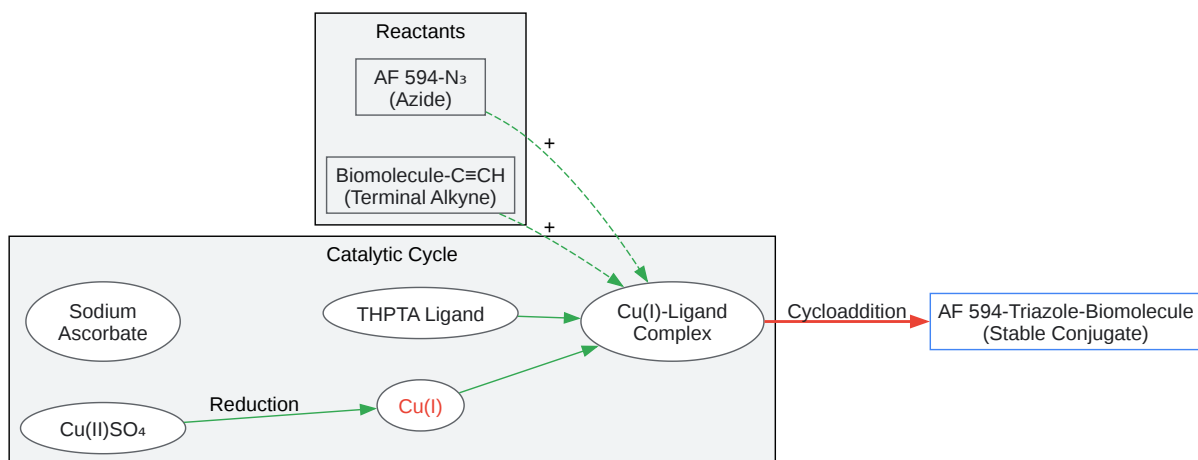 Reactants
AF 594-N₃
(Azide)
+
Biomolecule-C≡CH
(Terminal Alkyne)
+
Catalytic Cycle
Sodium
Ascorbate
THPTA Ligand
Cu(I)-Ligand
Complex
Cycloaddition
AF 594-Triazole-Biomolecule
(Stable Conjugate)
Reduction
Cu(I)
Cu(II)SO₄